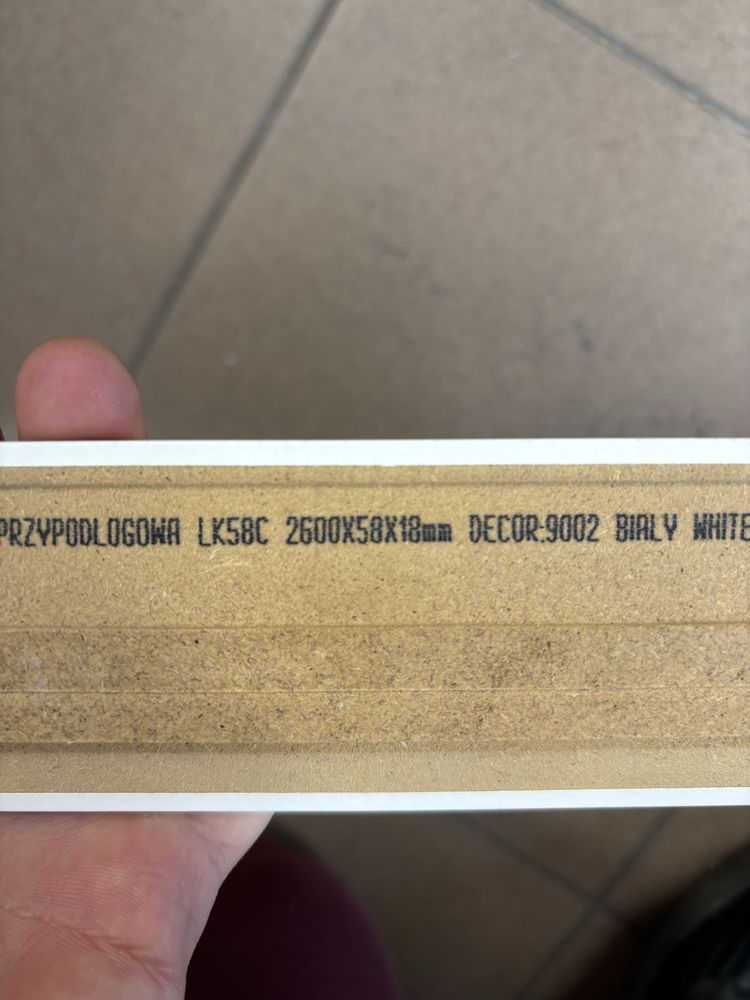 PRZYPODLOGOWA LK58C 2600X58X18mm DECOR:9002 BIALY WHITE